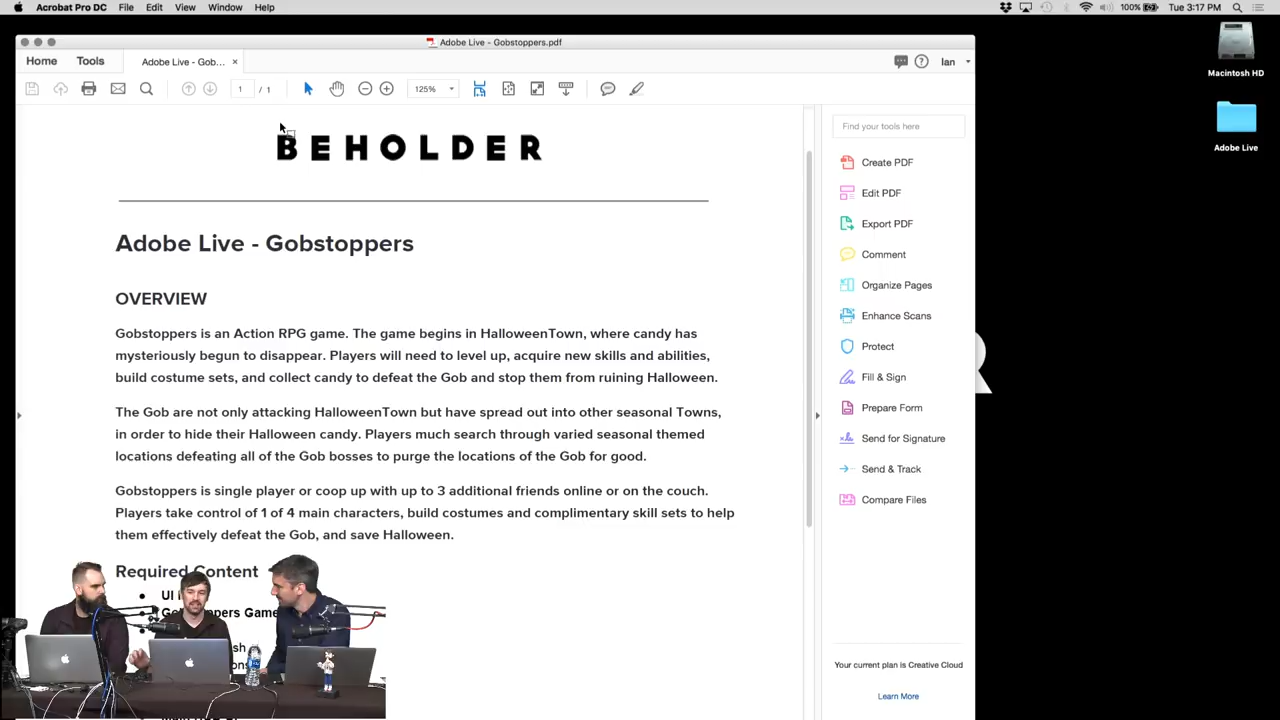 Acrobat Pro DC File Edit View Window Help 100% Tue 3:17 PM
Adobe Live - Gobstoppers.pdf
Home Tools Adobe Live - Gob... × Ian
1 / 1 125%
Macintosh HD
Adobe Live
BEHOLDER
Adobe Live - Gobstoppers
OVERVIEW
Gobstoppers is an Action RPG game. The game begins in HalloweenTown, where candy has
mysteriously begun to disappear. Players will need to level up, acquire new skills and abilities,
build costume sets, and collect candy to defeat the Gob and stop them from ruining Halloween.
The Gob are not only attacking HalloweenTown but have spread out into other seasonal Towns,
in order to hide their Halloween candy. Players much search through varied seasonal themed
locations defeating all of the Gob bosses to purge the locations of the Gob for good.
Gobstoppers is single player or coop up with up to 3 additional friends online or on the couch.
Players take control of 1 of 4 main characters, build costumes and complimentary skill sets to help
them effectively defeat the Gob, and save Halloween.
Required Content
UI
Game
Find your tools here
Create PDF
Edit PDF
Export PDF
Comment
Organize Pages
Enhance Scans
Protect
Fill & Sign
Prepare Form
Send for Signature
Send & Track
Compare Files
Your current plan is Creative Cloud
Learn More
R